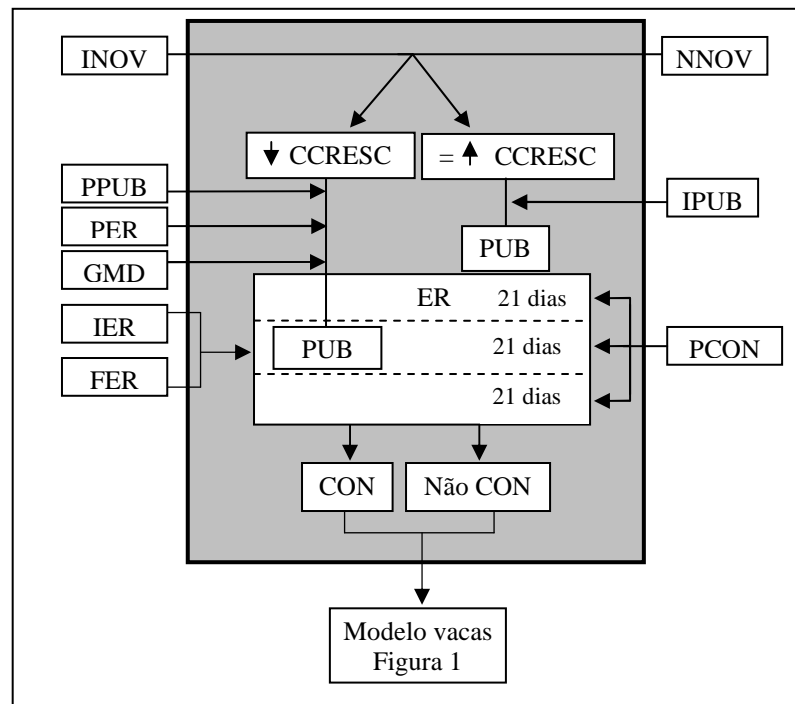 INOV
NNOV
↓ CCRESC
= ↑ CCRESC
PPUB
IPUB
PER
PUB
GMD
ER 21 dias
IER
PUB
21 dias
PCON
FER
21 dias
CON
Não CON
Modelo vacas
Figura 1